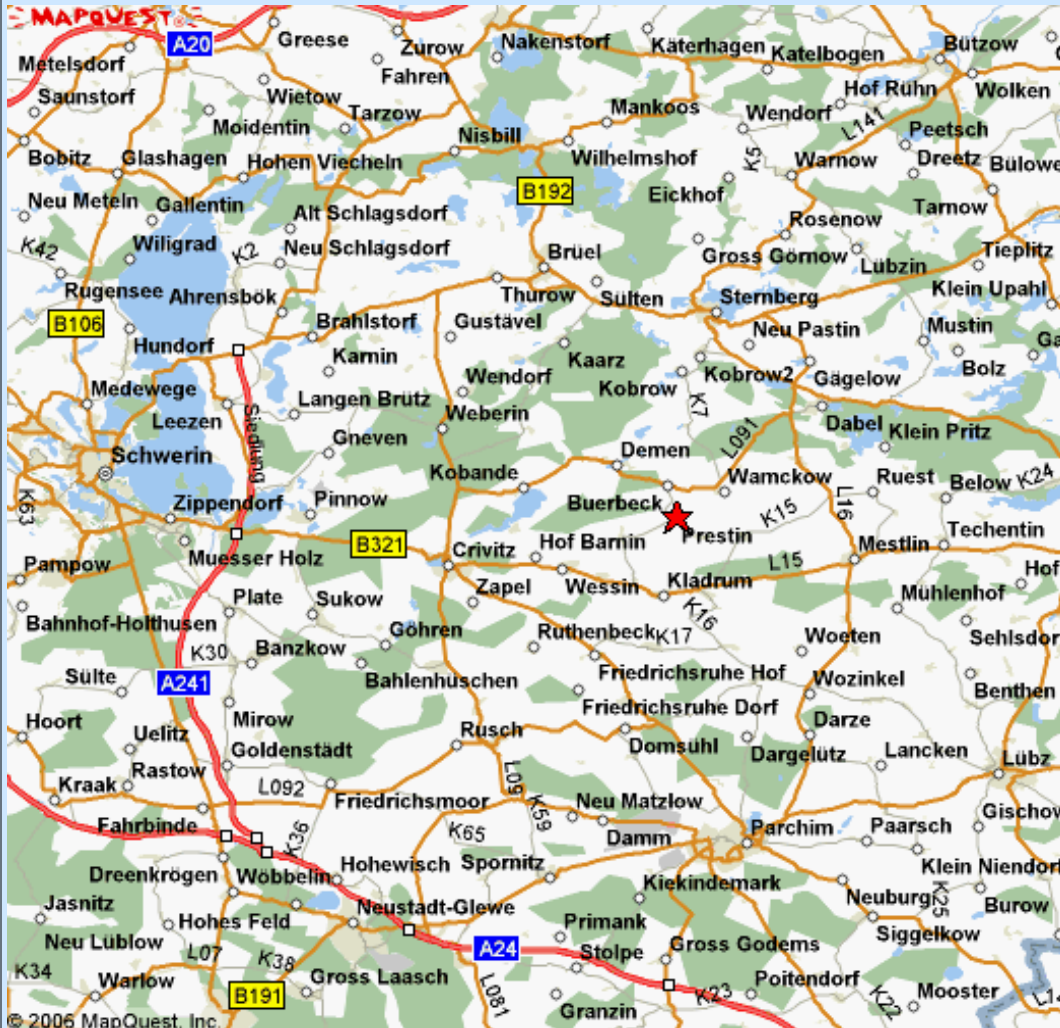 MAPQUEST
A20
Greese
Zurow
Nakenstorf
Käterhagen
Katelbogen
Bützow
Metelsdorf
Fahren
Hof Ruhn
Wolken
Saunstorf
Wietow
Tarzow
Mankoos
Wendorf
L141
Moidentin
Nisbill
Peetsch
Bobitz
Glashagen
Hohen Viecheln
Wilhelmshof
K5
Warnow
Dreetz
Bülowe
B192
Eickhof
Neu Meteln
Gallentin
Alt Schlagsdorf
Rosenow
Tarnow
K42
Wiligrad
K2
Neu Schlagsdorf
Brüel
Gross Görnow
Lübzin
Tieplitz
Rugensee
Ahrensbök
Thurow
Sülten
Sternberg
Klein Upahl
B106
Brahlstorf
Gustävel
Neu Pastin
Mustin
Hundorf
Karnin
Kaarz
Ga
Bolz
Medewege
Wendorf
Kobrow
Kobrow2
Gägelow
Leezen
Siedlung
Langen Brütz
Weberin
K7
Dabel
Klein Pritz
Gneven
L091
Schwerin
Kobande
Demen
Wamckow
Ruest
Below
K24
K63
Zippendorf
Pinnow
Buerbeck
L16
K15
Prestin
Techentin
Muesser Holz
B321
Crivitz
Hof Barnin
Mestlin
Pampow
Zapel
Wessin
Kladrum
L15
Hof
Plate
Sukow
K16
Mühlenhof
Bahnhof-Holthusen
Göhren
Ruthenbeck
K17
Woeten
Sehlsdor
K30
Banzkow
Sülte
A241
Bahlenhüschen
Friedrichsruhe Hof
Wozinkel
Benthen
Hoort
Mirow
Friedrichsruhe Dorf
Darze
Uelitz
Goldenstädt
Rusch
Domsühl
Dargelütz
Lancken
Lübz
Rastow
Kraak
L092
Friedrichsmoor
L09
K59
Neu Matzlow
Gischow
Fahrbinde
K36
K65
Damm
Parchim
Paarsch
Dreenkrögen
Wöbbelin
Hohewisch
Spornitz
Klein Niendorf
Kiekindemark
Jasnitz
Hohes Feld
Neustadt-Glewe
Neuburg
K25
Burow
Primank
Siggelkow
Neu Lüblow
L07
K38
A24
Stolpe
Gross Godems
K34
Warlow
Gross Laasch
L081
Poitendorf
B191
Granzin
K23
K22
Mooster
L14
© 2006 MapQuest, Inc.